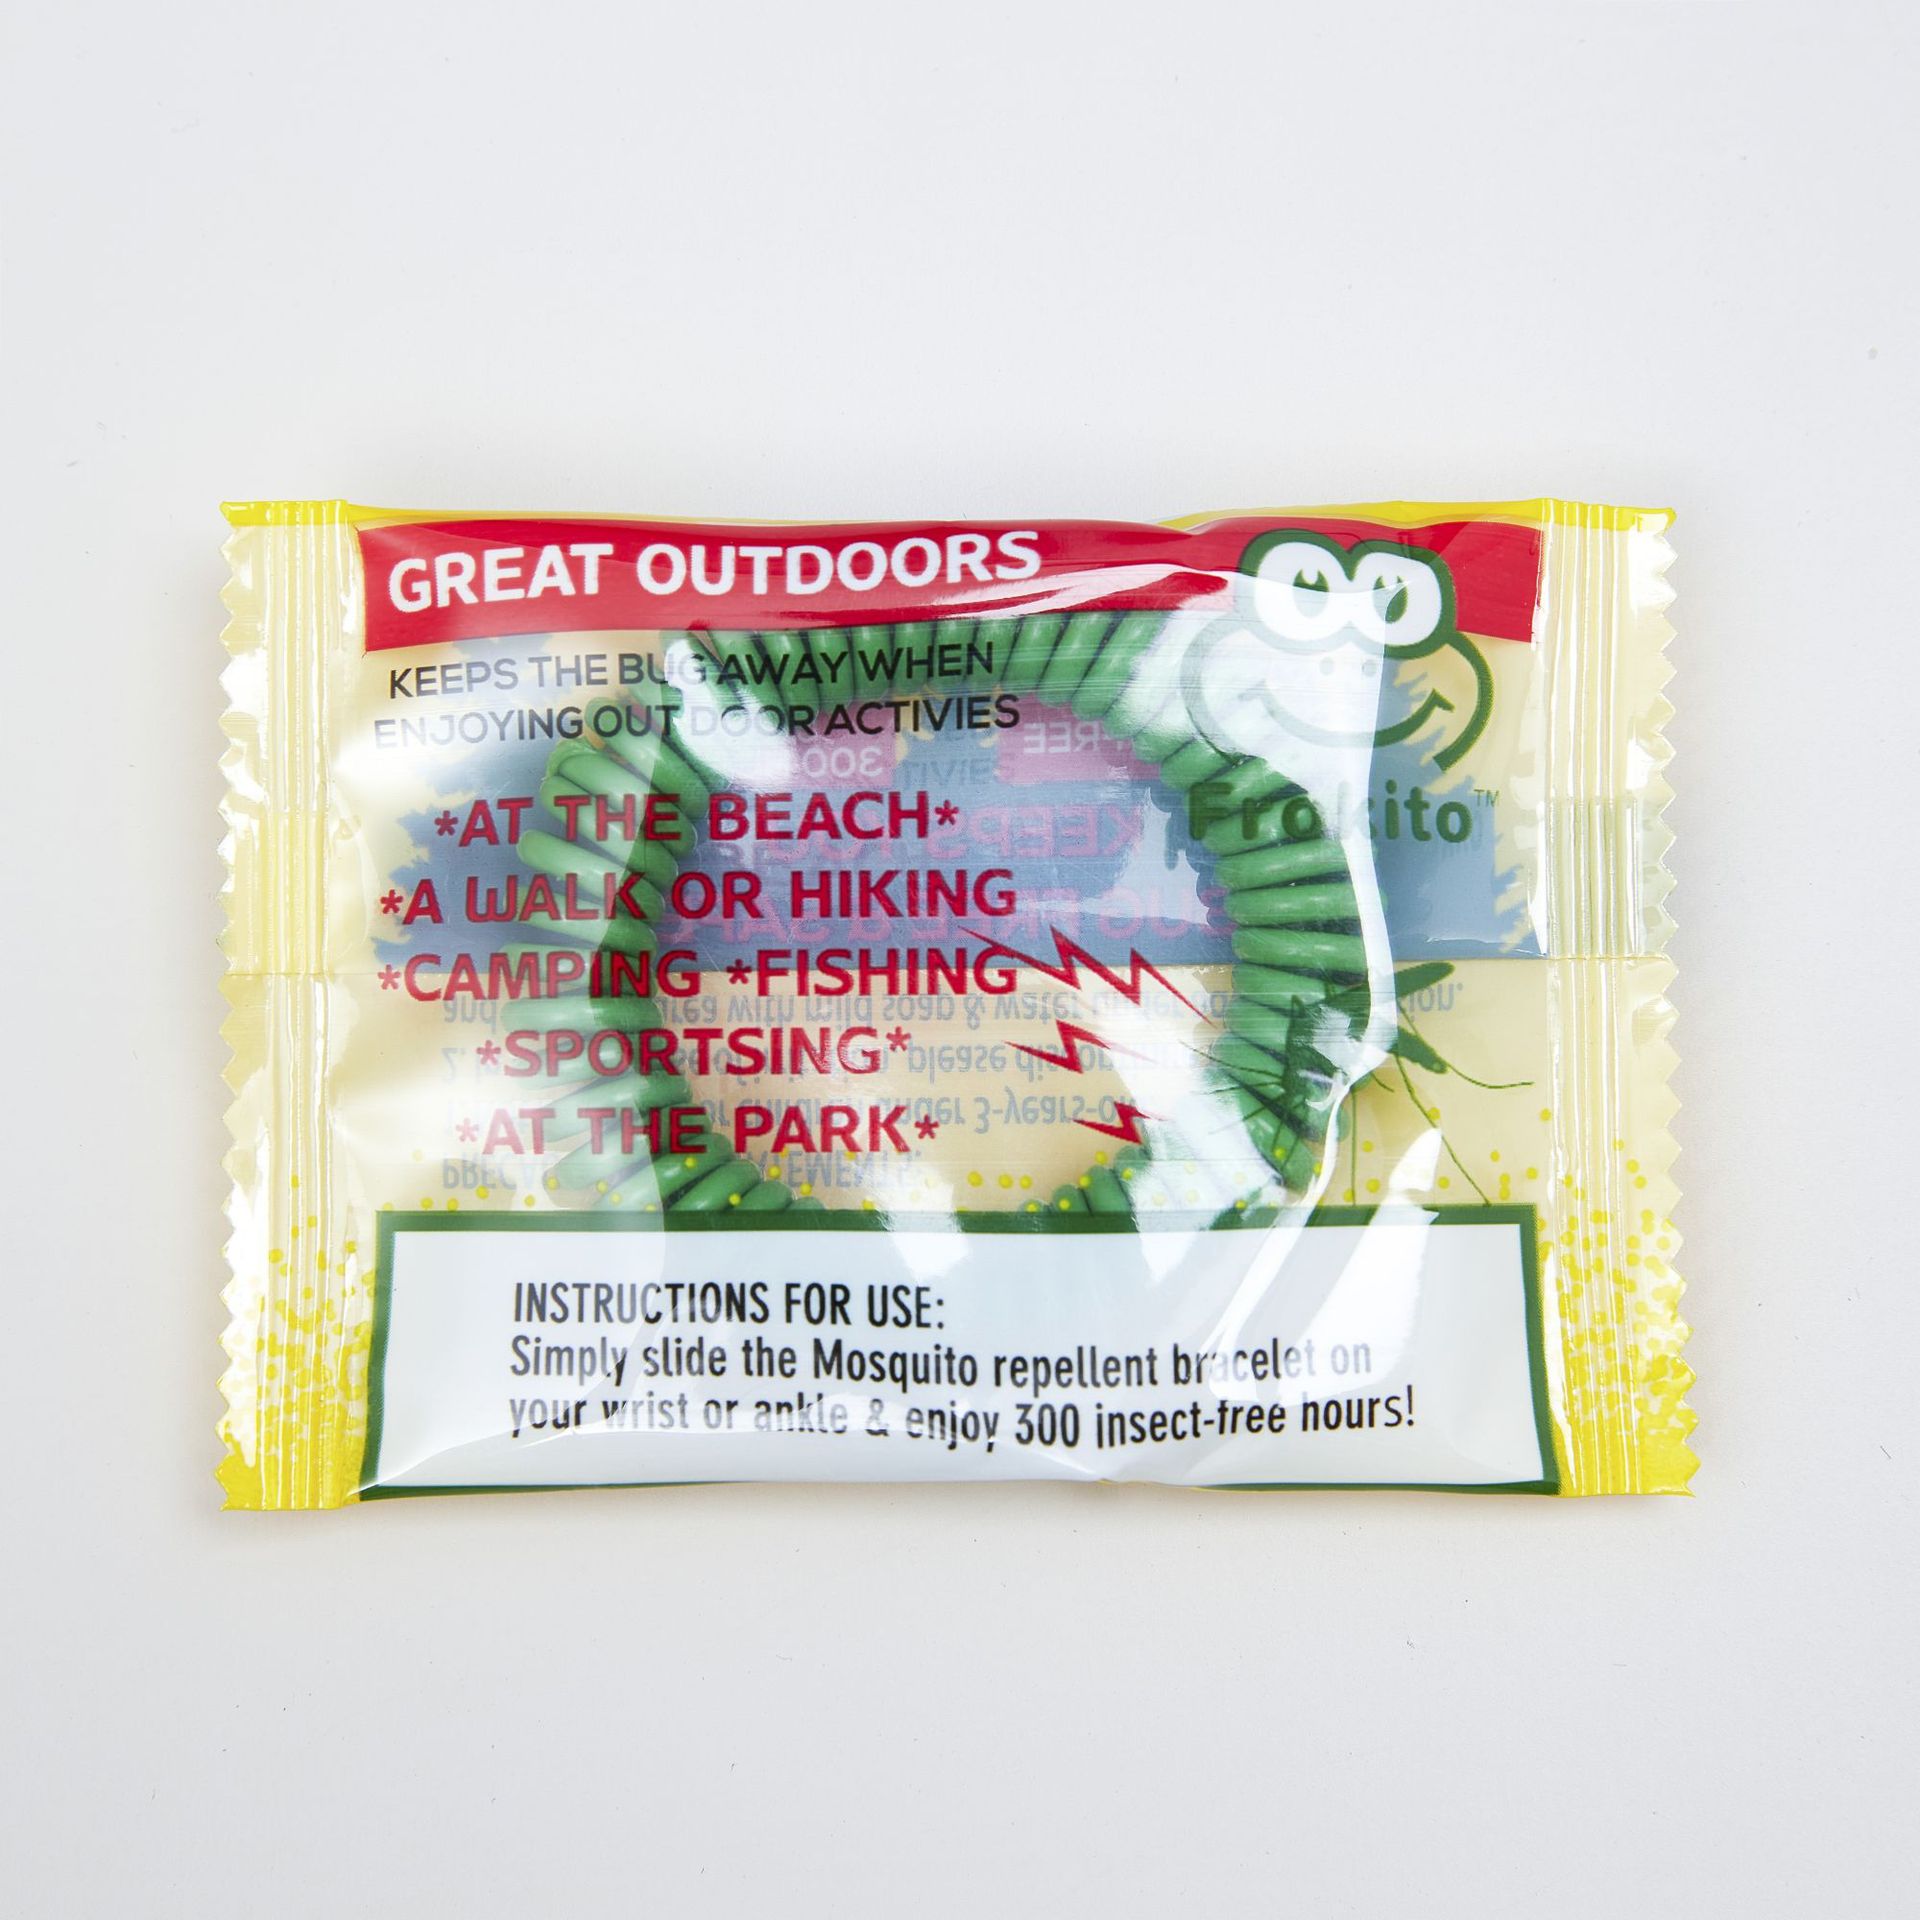 GREAT OUTDOORS
KEEPS THE BUG AWAY WHEN
ENJOYING OUT DOOR ACTIVIES
*AT THE BEACH*
*A WALK OR HIKING
*CAMPING *FISHING
*SPORTSING*
*AT THE PARK*
Frokito™
INSTRUCTIONS FOR USE:
Simply slide the Mosquito repellent bracelet on
your wrist or ankle & enjoy 300 insect-free hours!